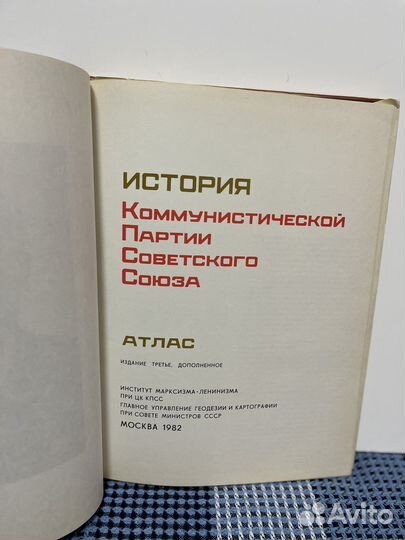 ИСТОРИЯ
КОММУНИСТИЧЕСКОЙ
ПАРТИИ
СОВЕТСКОГО
СОЮЗА
АТЛАС
ИЗДАНИЕ ТРЕТЬЕ, ДОПОЛНЕННОЕ
ИНСТИТУТ МАРКСИЗМА-ЛЕНИНИЗМА
ПРИ ЦК КПСС
ГЛАВНОЕ УПРАВЛЕНИЕ ГЕОДЕЗИИ И КАРТОГРАФИИ
ПРИ СОВЕТЕ МИНИСТРОВ СССР
МОСКВА 1982
Avito